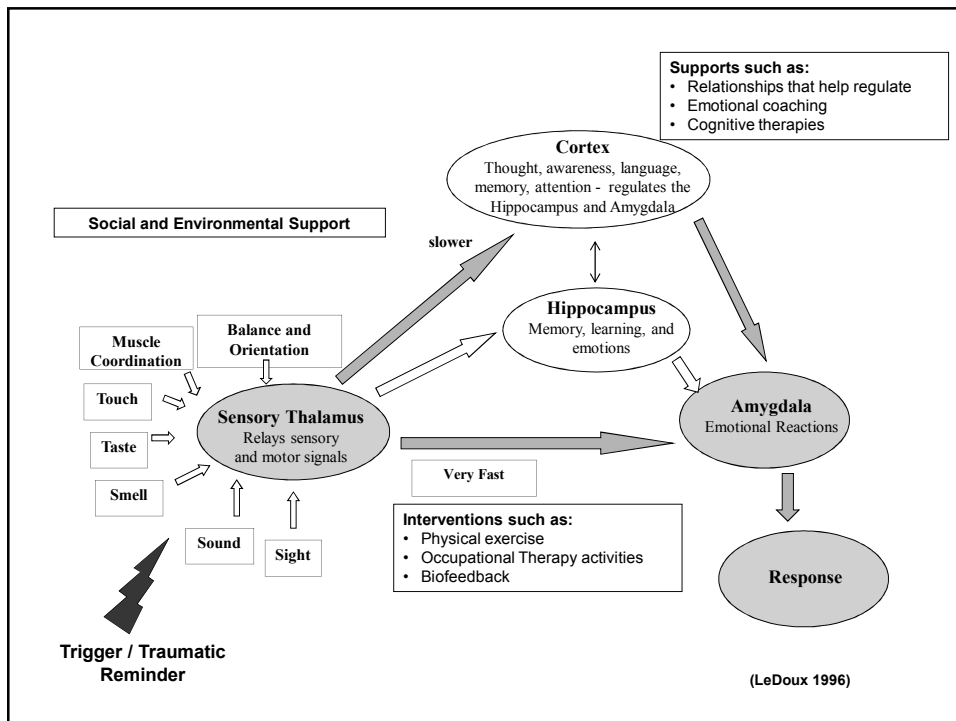 Supports such as:
• Relationships that help regulate
• Emotional coaching
• Cognitive therapies
Cortex
Thought, awareness, language,
memory, attention - regulates the
Hippocampus and Amygdala
Social and Environmental Support
slower
Hippocampus
Memory, learning, and
emotions
Muscle
Coordination
Balance and
Orientation
Touch
Taste
Smell
Sound
Sight
Sensory Thalamus
Relays sensory
and motor signals
Very Fast
Amygdala
Emotional Reactions
Interventions such as:
• Physical exercise
• Occupational Therapy activities
• Biofeedback
Response
Trigger / Traumatic
Reminder
(LeDoux 1996)